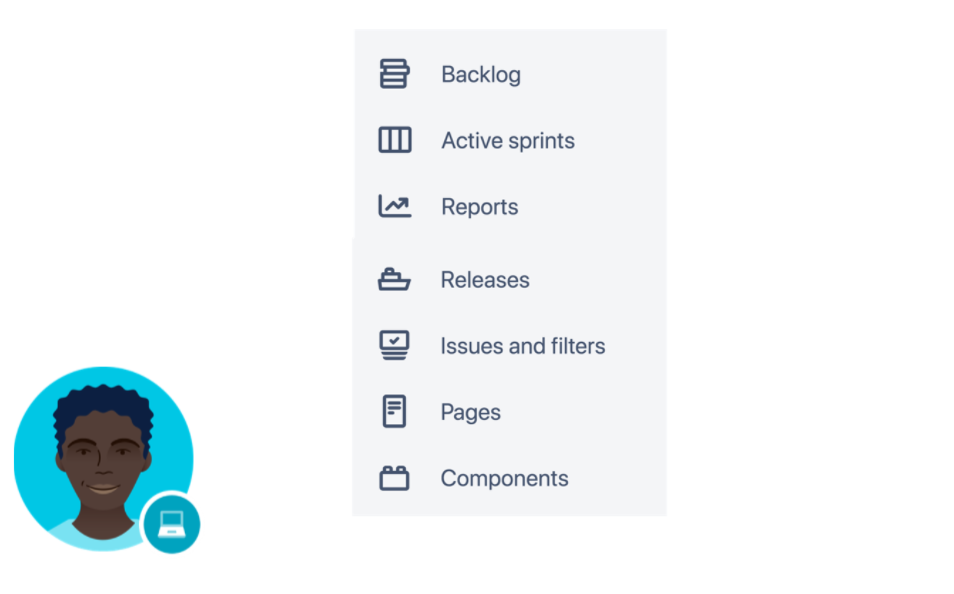 Backlog
Active sprints
Reports
Releases
Issues and filters
Pages
Components